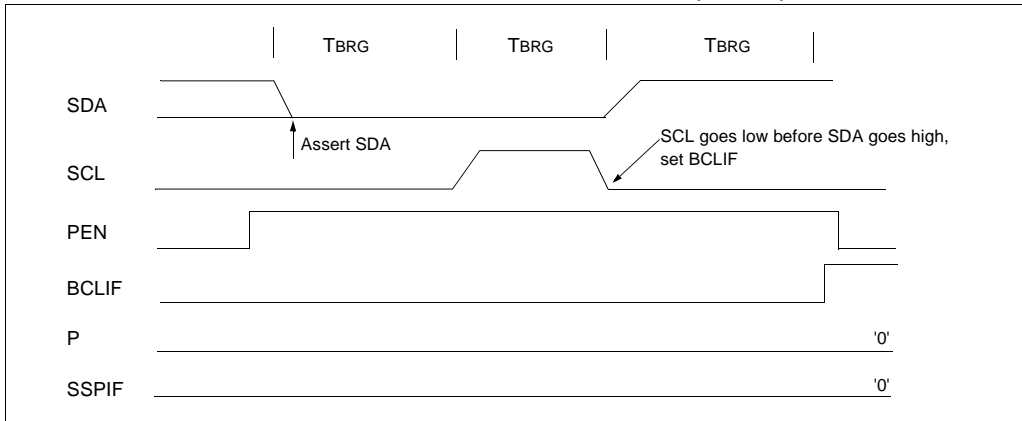 TBRG TBRG TBRG
SDA
Assert SDA
SCL goes low before SDA goes high,
set BCLIF
SCL
PEN
BCLIF
P '0'
SSPIF '0'